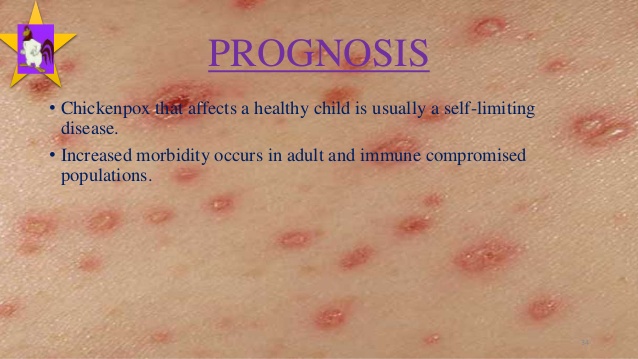 PROGNOSIS
• Chickenpox that affects a healthy child is usually a self-limiting
disease.
• Increased morbidity occurs in adult and immune compromised
populations.